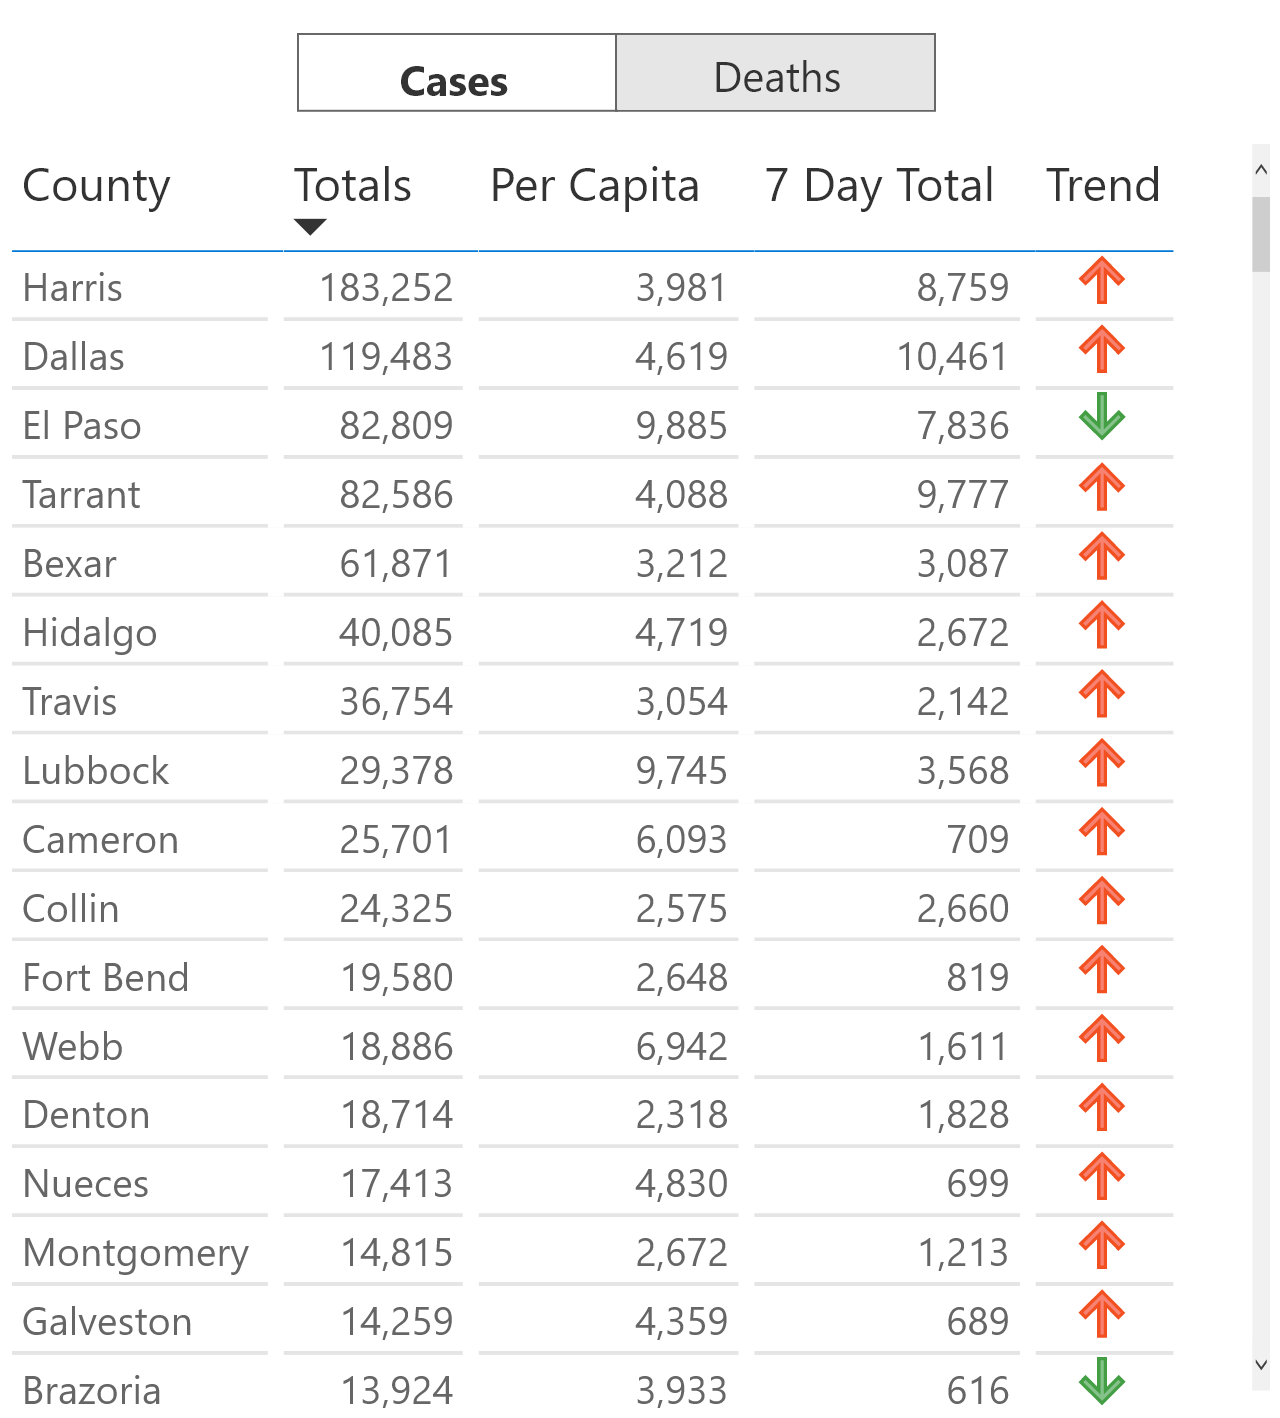 Cases Deaths
County Totals Per Capita 7 Day Total Trend
Harris 183,252 3,981 8,759
Dallas 119,483 4,619 10,461
El Paso 82,809 9,885 7,836
Tarrant 82,586 4,088 9,777
Bexar 61,871 3,212 3,087
Hidalgo 40,085 4,719 2,672
Travis 36,754 3,054 2,142
Lubbock 29,378 9,745 3,568
Cameron 25,701 6,093 709
Collin 24,325 2,575 2,660
Fort Bend 19,580 2,648 819
Webb 18,886 6,942 1,611
Denton 18,714 2,318 1,828
Nueces 17,413 4,830 699
Montgomery 14,815 2,672 1,213
Galveston 14,259 4,359 689
Brazoria 13,924 3,933 616